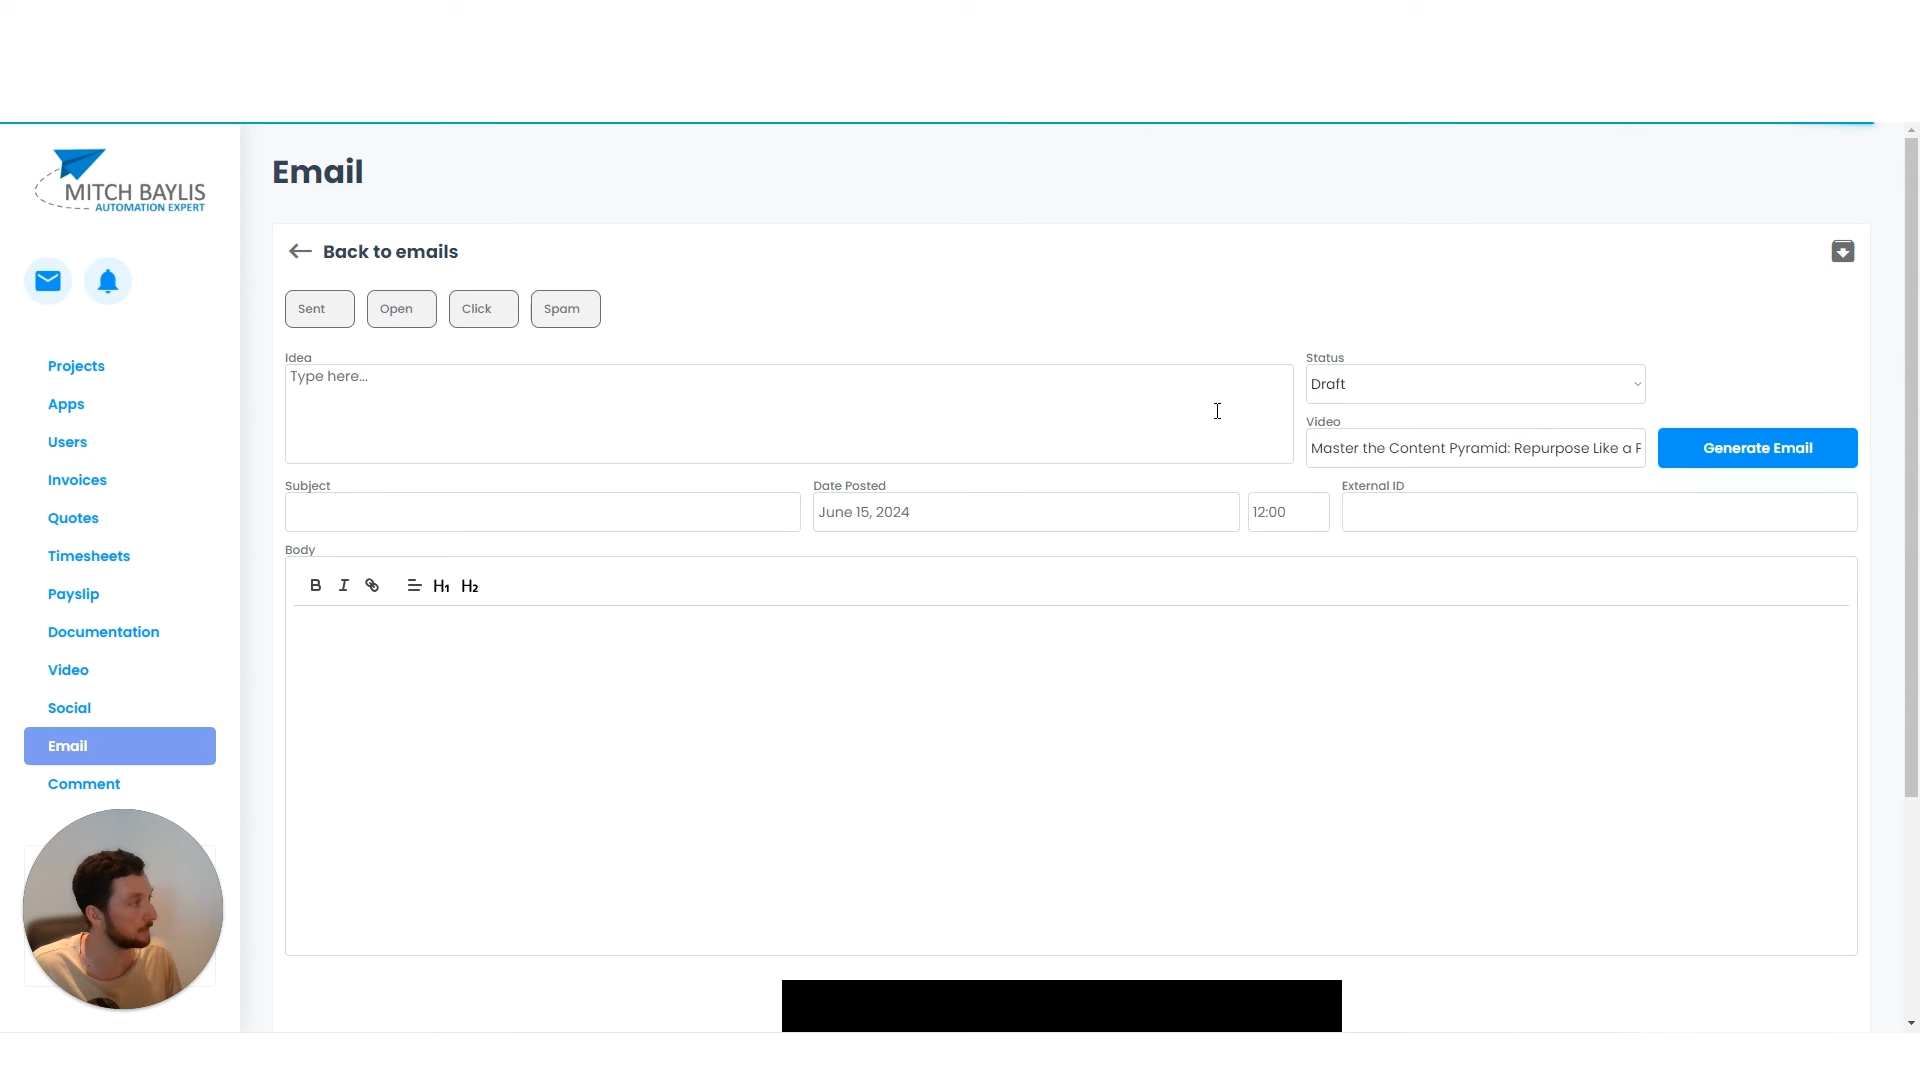 Email
MITCH BAYLIS
AUTOMATION EXPERT
Back to emails
Sent
Open
Click
Spam
Projects
Apps
Users
Invoices
Quotes
Timesheets
Payslip
Documentation
Video
Social
Email
Comment
Idea
Type here...
Status
Draft
Video
Master the Content Pyramid: Repurpose Like a
Generate Email
Subject
Date Posted
June 15, 2024
12:00
External ID
Body
B I H1 H2